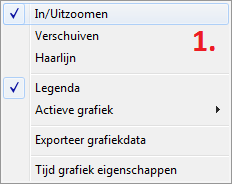 In/Uitzoomen
Verschuiven
1.
Haarlijn
Legenda
Actieve grafiek
Exporteer grafiekdata
Tijd grafiek eigenschappen